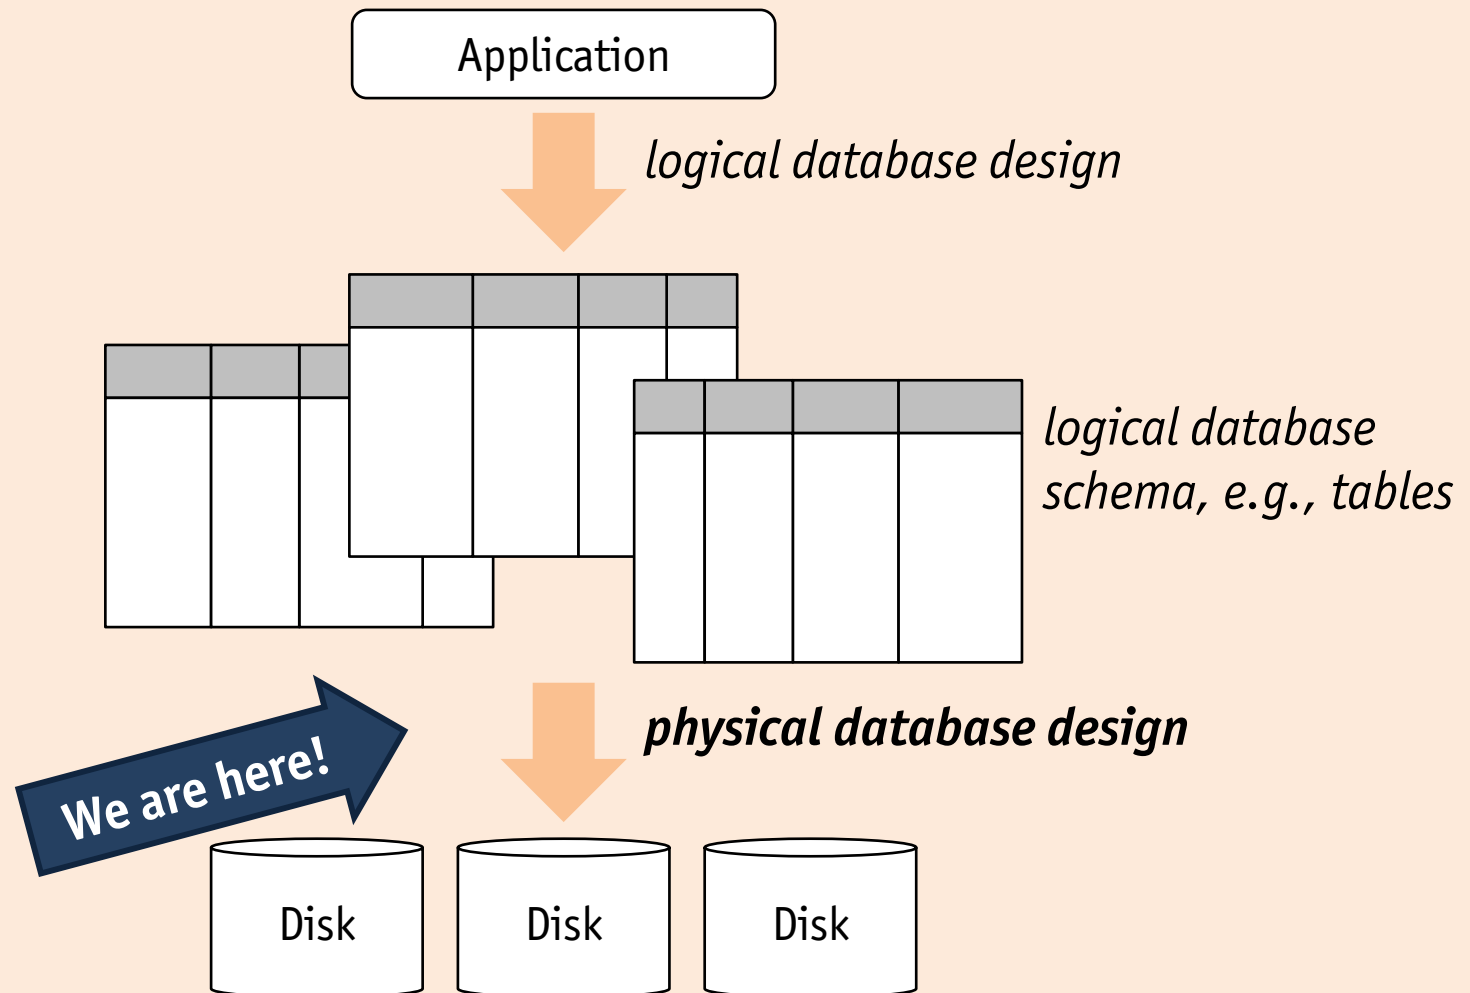 Application
logical database design
logical database
schema, e.g., tables
physical database design
We are here!
Disk
Disk
Disk